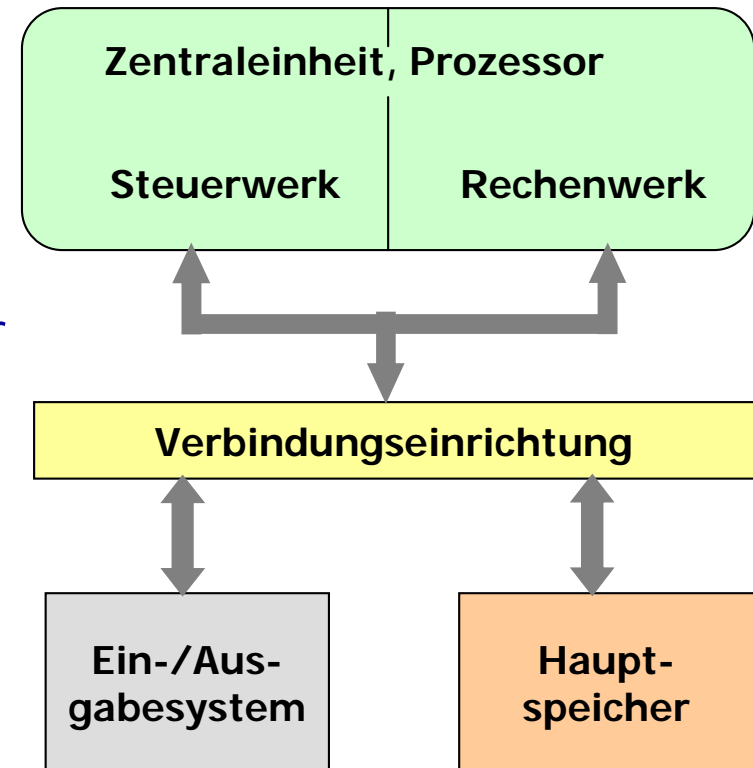 Zentraleinheit, Prozessor
Steuerwerk Rechenwerk
Verbindungseinrichtung
Ein-/Aus-
gabesystem
Haupt-
speicher